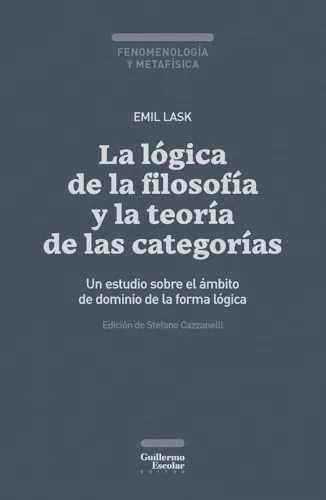 FENOMENOLOGÍA
Y METAFÍSICA
EMIL LASK
La lógica
de la filosofía
y la teoría
de las categorías
Un estudio sobre el ámbito
de dominio de la forma lógica
Edición de Stefano Cazzanelli
Guillermo
Escolar
EDITOR